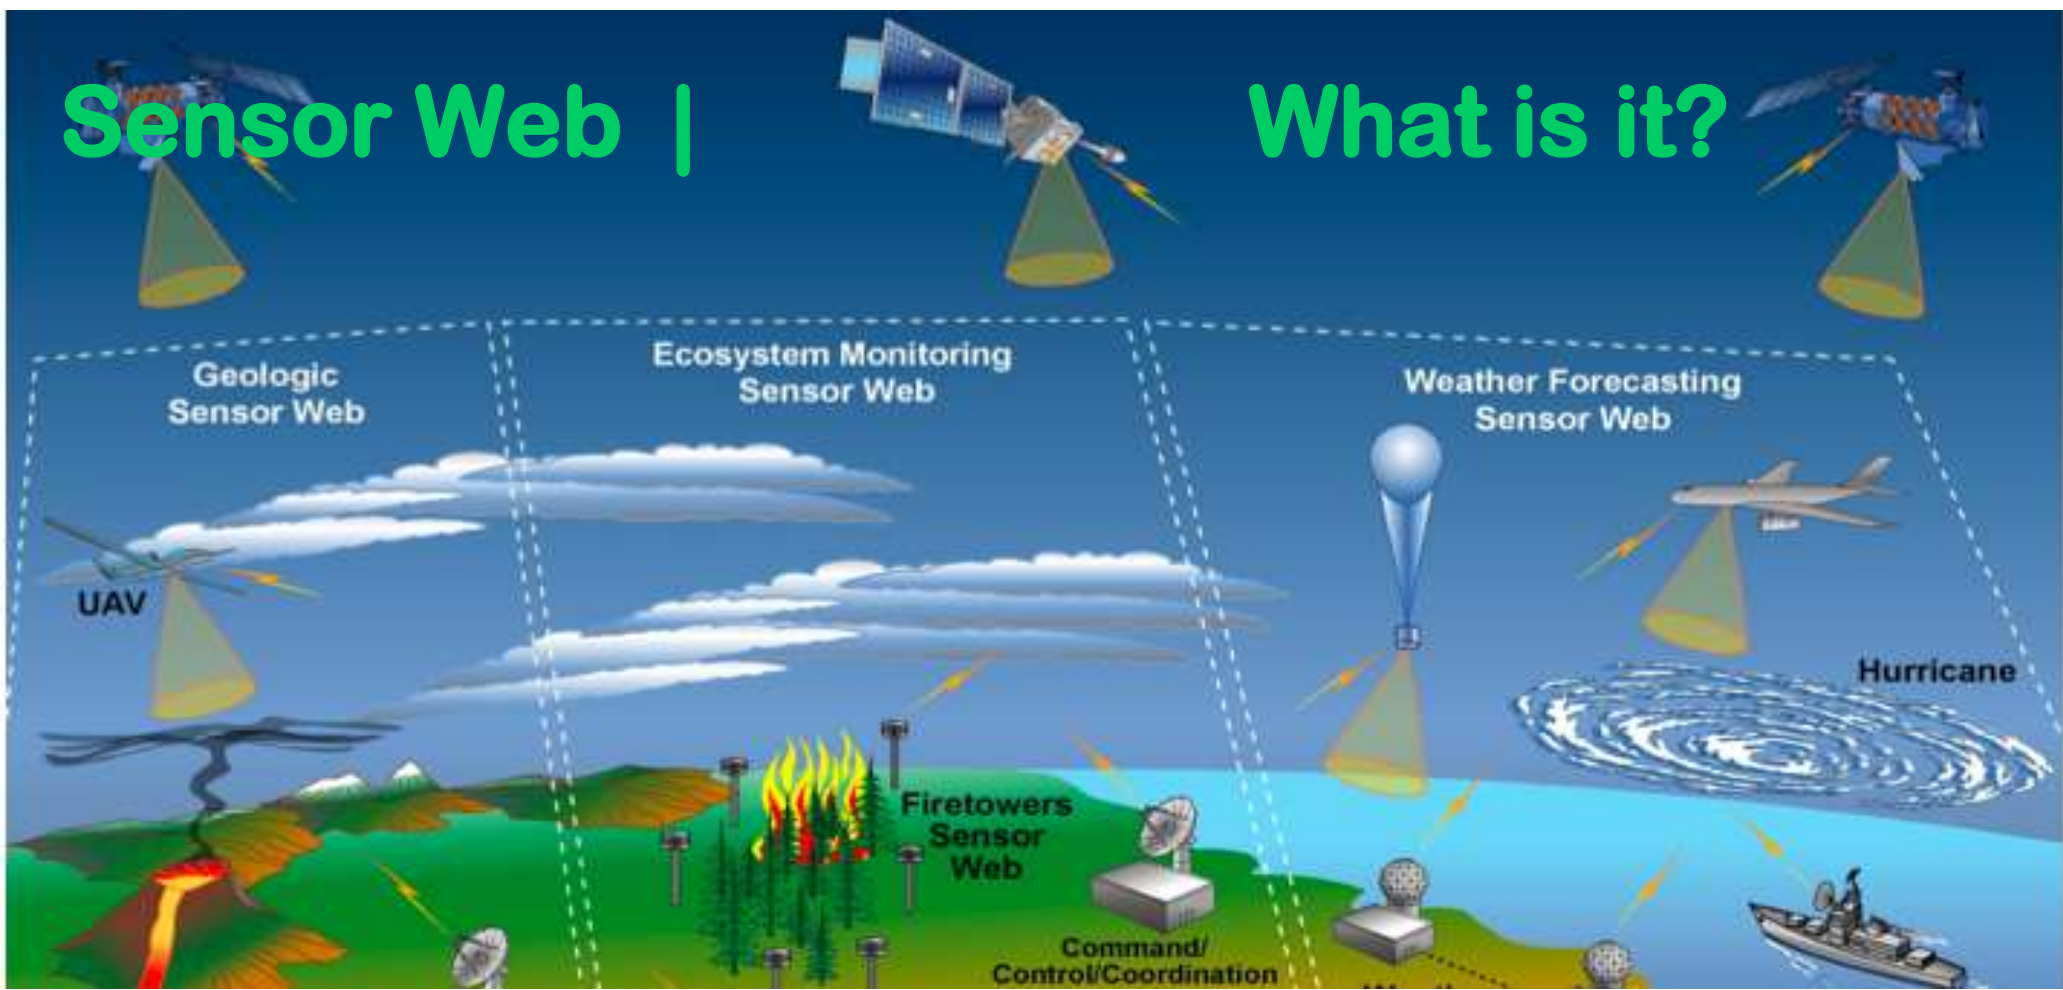 Sensor Web | What is it?
Geologic
Sensor Web
Ecosystem Monitoring
Sensor Web
Weather Forecasting
Sensor Web
UAV
Hurricane
Firetowers
Sensor
Web
Command/
Control/Coordination